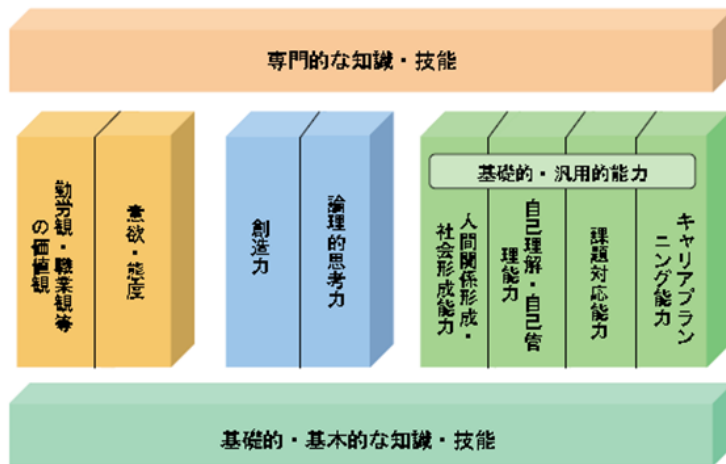 専門的な知識・技能
勤労観・職業観等
の価値観
意欲・態度
創造力
論理的思考力
基礎的・汎用的能力
人間関係形成・
社会形成能力
自己理解・自己管
理能力
課題対応能力
キャリアプラン
ニング能力
基礎的・基本的な知識・技能